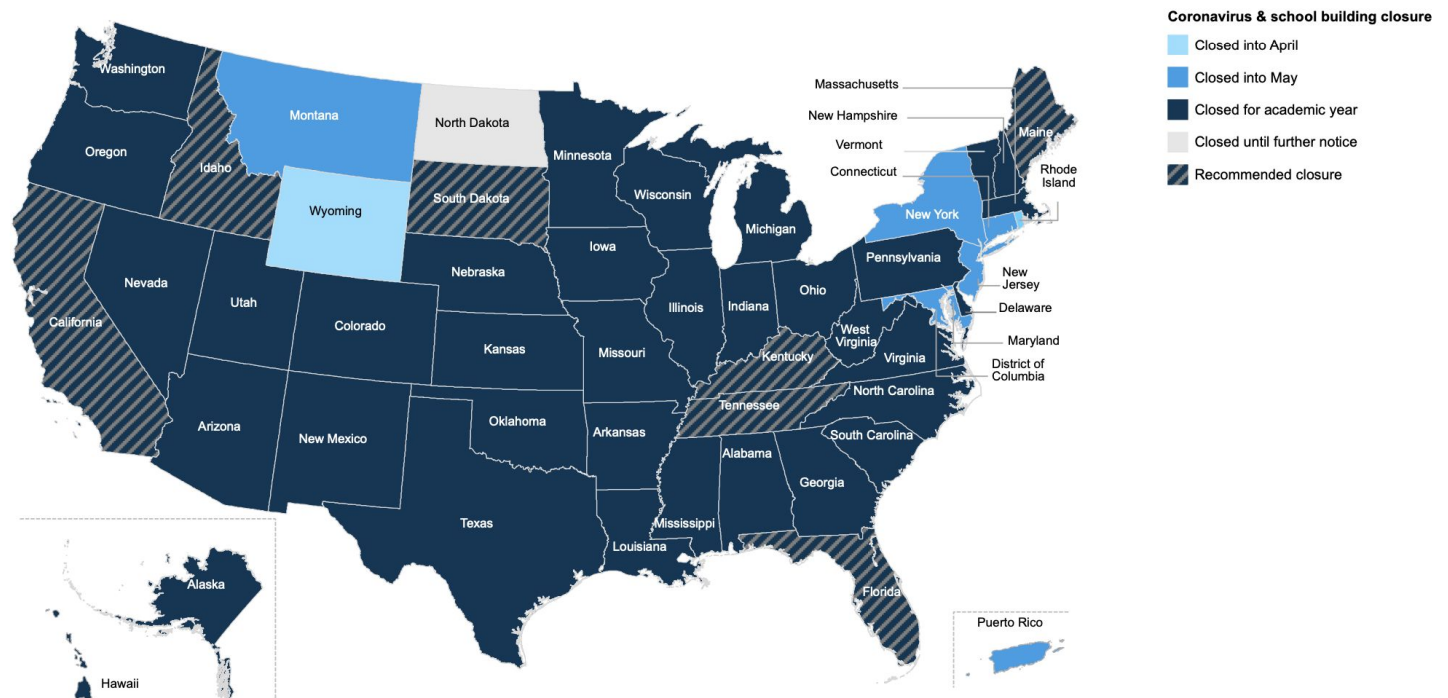 Coronavirus & school building closure
Closed into April
Closed into May
Closed for academic year
Closed until further notice
Recommended closure
Washington
Montana
North Dakota
Minnesota
Massachusetts
New Hampshire
Vermont
Connecticut
Maine
Rhode
Island
Oregon
Idaho
Wyoming
South Dakota
Wisconsin
Michigan
New York
Nevada
Utah
Colorado
Nebraska
Iowa
Illinois
Indiana
Ohio
Pennsylvania
New
Jersey
Delaware
Maryland
District of
Columbia
California
Kansas
Missouri
Kentucky
West
Virginia
Virginia
Arizona
New Mexico
Oklahoma
Arkansas
Tennessee
North Carolina
South Carolina
Texas
Louisiana
Mississippi
Alabama
Georgia
Florida
Alaska
Hawaii
Puerto Rico